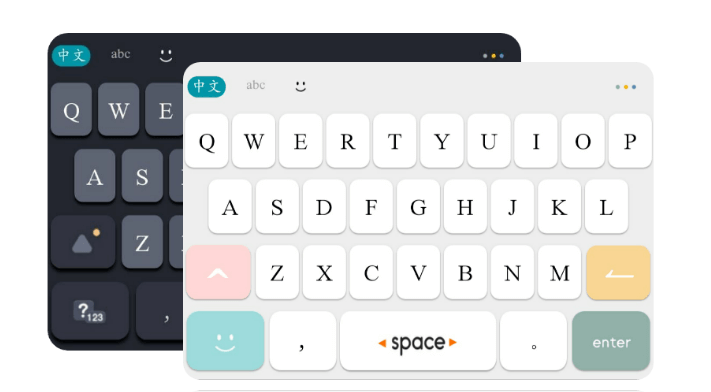 中文 abc
中文 abc
Q W E
Q W E R T Y U I O P
A S
A S D F G H J K L
Z
Z X C V B N M
?123 ,
, space 。 enter